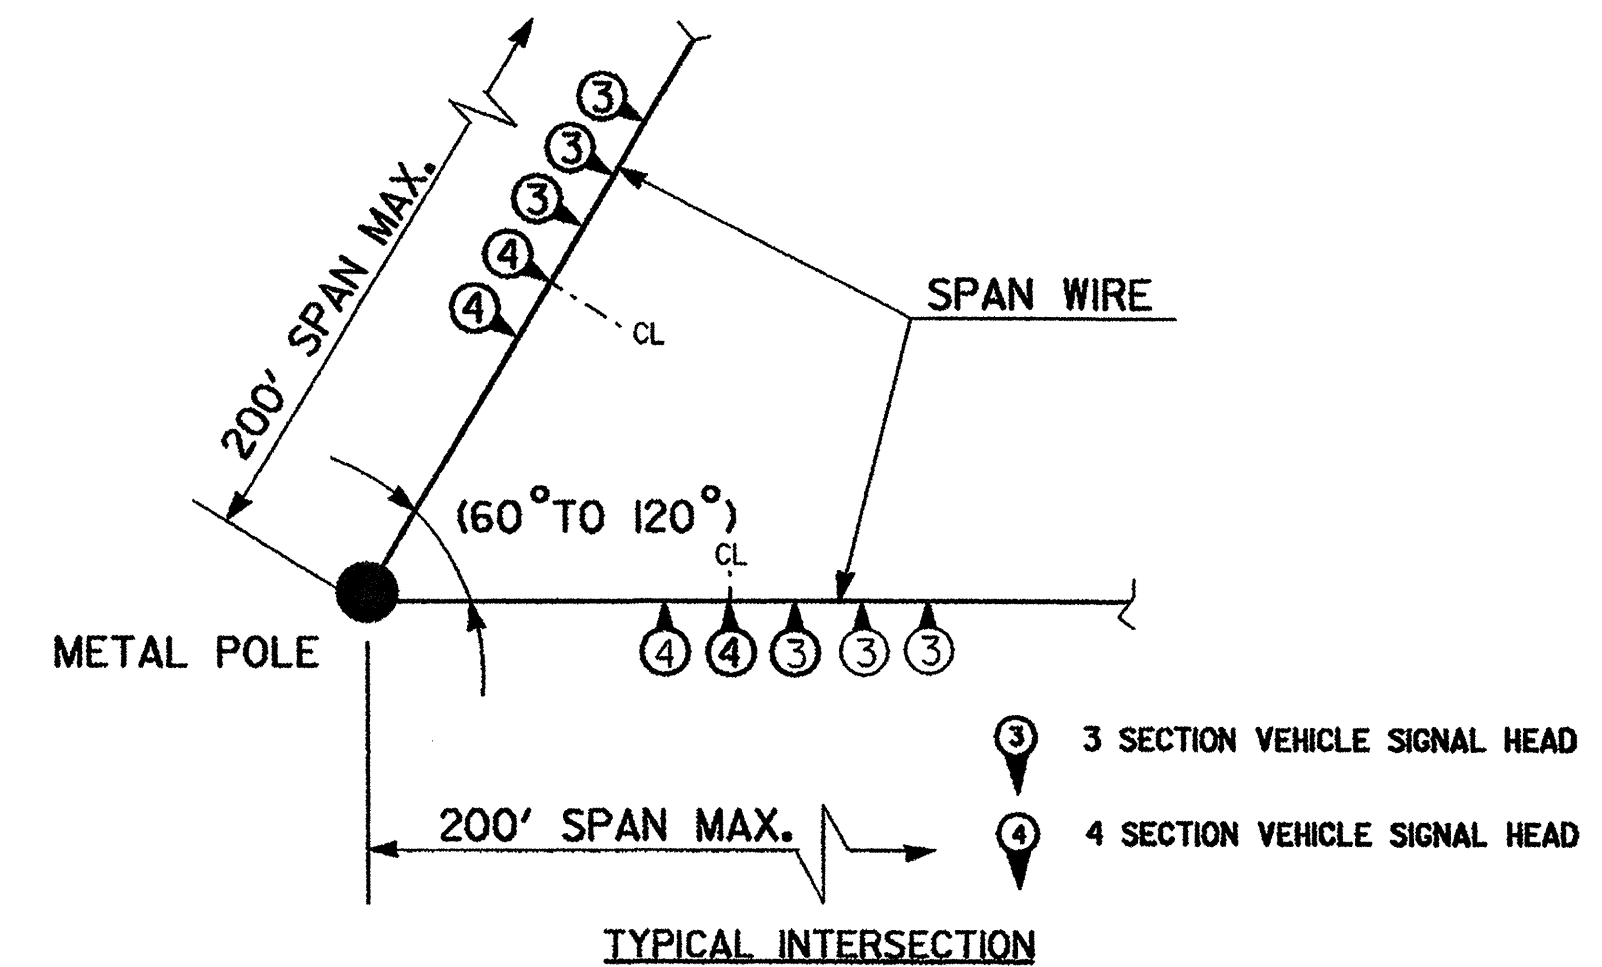 3
3
3
4
4
CL
200' SPAN MAX.
SPAN WIRE
(60° TO 120°)
CL
METAL POLE
4 4 3 3 3
3 3 SECTION VEHICLE SIGNAL HEAD
4 4 SECTION VEHICLE SIGNAL HEAD
200' SPAN MAX.
TYPICAL INTERSECTION